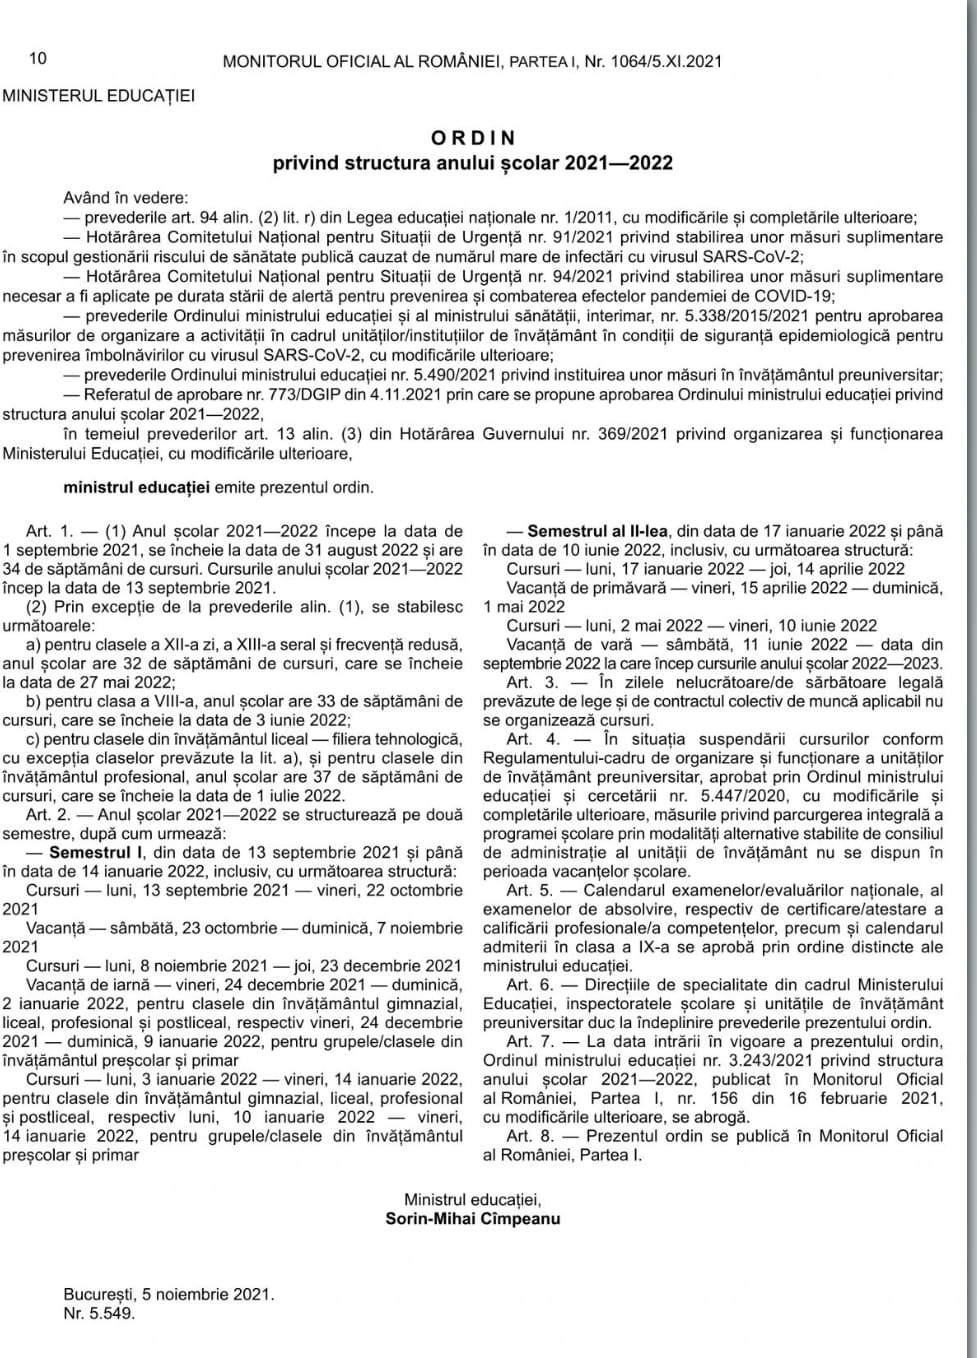 10
MONITORUL OFICIAL AL ROMÂNIEI, PARTEA I, Nr. 1064/5.XI.2021
MINISTERUL EDUCAȚIEI
ORDIN
privind structura anului școlar 2021—2022
Având în vedere:
— prevederile art. 94 alin. (2) lit. r) din Legea educației naționale nr. 1/2011, cu modificările și completările ulterioare;
— Hotărârea Comitetului Național pentru Situații de Urgență nr. 91/2021 privind stabilirea unor măsuri suplimentare
în scopul gestionării riscului de sănătate publică cauzat de numărul mare de infectări cu virusul SARS-CoV-2;
— Hotărârea Comitetului Național pentru Situații de Urgență nr. 94/2021 privind stabilirea unor măsuri suplimentare
necesar a fi aplicate pe durata stării de alertă pentru prevenirea și combaterea efectelor pandemiei de COVID-19;
— prevederile Ordinului ministrului educației și al ministrului sănătății, interimar, nr. 5.338/2015/2021 pentru aprobarea
măsurilor de organizare a activității în cadrul unităților/instituțiilor de învățământ în condiții de siguranță epidemiologică pentru
prevenirea îmbolnăvirilor cu virusul SARS-CoV-2, cu modificările ulterioare;
— prevederile Ordinului ministrului educației nr. 5.490/2021 privind instituirea unor măsuri în învățământul preuniversitar;
— Referatul de aprobare nr. 773/DGIP din 4.11.2021 prin care se propune aprobarea Ordinului ministrului educației privind
structura anului școlar 2021—2022,
în temeiul prevederilor art. 13 alin. (3) din Hotărârea Guvernului nr. 369/2021 privind organizarea și funcționarea
Ministerului Educației, cu modificările ulterioare,
ministrul educației emite prezentul ordin.
Art. 1. — (1) Anul școlar 2021—2022 începe la data de
1 septembrie 2021, se încheie la data de 31 august 2022 și are
34 de săptămâni de cursuri. Cursurile anului școlar 2021—2022
încep la data de 13 septembrie 2021.
(2) Prin excepție de la prevederile alin. (1), se stabilesc
următoarele:
a) pentru clasele a XII-a zi, a XIII-a seral și frecvență redusă,
anul școlar are 32 de săptămâni de cursuri, care se încheie
la data de 27 mai 2022;
b) pentru clasa a VIII-a, anul școlar are 33 de săptămâni de
cursuri, care se încheie la data de 3 iunie 2022;
c) pentru clasele din învățământul liceal — filiera tehnologică,
cu excepția claselor prevăzute la lit. a), și pentru clasele din
învățământul profesional, anul școlar are 37 de săptămâni de
cursuri, care se încheie la data de 1 iulie 2022.
Art. 2. — Anul școlar 2021—2022 se structurează pe două
semestre, după cum urmează:
— Semestrul I, din data de 13 septembrie 2021 și până
în data de 14 ianuarie 2022, inclusiv, cu următoarea structură:
Cursuri — luni, 13 septembrie 2021 — vineri, 22 octombrie
2021
Vacanță — sâmbătă, 23 octombrie — duminică, 7 noiembrie
2021
Cursuri — luni, 8 noiembrie 2021 — joi, 23 decembrie 2021
Vacanță de iarnă — vineri, 24 decembrie 2021 — duminică,
2 ianuarie 2022, pentru clasele din învățământul gimnazial,
liceal, profesional și postliceal, respectiv vineri, 24 decembrie
2021 — duminică, 9 ianuarie 2022, pentru grupele/clasele din
învățământul preșcolar și primar
Cursuri — luni, 3 ianuarie 2022 — vineri, 14 ianuarie 2022,
pentru clasele din învățământul gimnazial, liceal, profesional
și postliceal, respectiv luni, 10 ianuarie 2022 — vineri,
14 ianuarie 2022, pentru grupele/clasele din învățământul
preșcolar și primar
— Semestrul al II-lea, din data de 17 ianuarie 2022 și până
în data de 10 iunie 2022, inclusiv, cu următoarea structură:
Cursuri — luni, 17 ianuarie 2022 — joi, 14 aprilie 2022
Vacanță de primăvară — vineri, 15 aprilie 2022 — duminică,
1 mai 2022
Cursuri — luni, 2 mai 2022 — vineri, 10 iunie 2022
Vacanță de vară — sâmbătă, 11 iunie 2022 — data din
septembrie 2022 la care încep cursurile anului școlar 2022—2023.
Art. 3. — În zilele nelucrătoare/de sărbătoare legală
prevăzute de lege și de contractul colectiv de muncă aplicabil nu
se organizează cursuri.
Art. 4. — În situația suspendării cursurilor conform
Regulamentului-cadru de organizare și funcționare a unităților
de învățământ preuniversitar, aprobat prin Ordinul ministrului
educației și cercetării nr. 5.447/2020, cu modificările și
completările ulterioare, măsurile privind parcurgerea integrală a
programei școlare prin modalități alternative stabilite de consiliul
de administrație al unității de învățământ nu se dispun în
perioada vacanțelor școlare.
Art. 5. — Calendarul examenelor/evaluărilor naționale, al
examenelor de absolvire, respectiv de certificare/atestare a
calificării profesionale/a competențelor, precum și calendarul
admiterii în clasa a IX-a se aprobă prin ordine distincte ale
ministrului educației.
Art. 6. — Direcțiile de specialitate din cadrul Ministerului
Educației, inspectoratele școlare și unitățile de învățământ
preuniversitar duc la îndeplinire prevederile prezentului ordin.
Art. 7. — La data intrării în vigoare a prezentului ordin,
Ordinul ministrului educației nr. 3.243/2021 privind structura
anului școlar 2021—2022, publicat în Monitorul Oficial
al României, Partea I, nr. 156 din 16 februarie 2021,
cu modificările ulterioare, se abrogă.
Art. 8. — Prezentul ordin se publică în Monitorul Oficial
al României, Partea I.
Ministrul educației,
Sorin-Mihai Cîmpeanu
București, 5 noiembrie 2021.
Nr. 5.549.